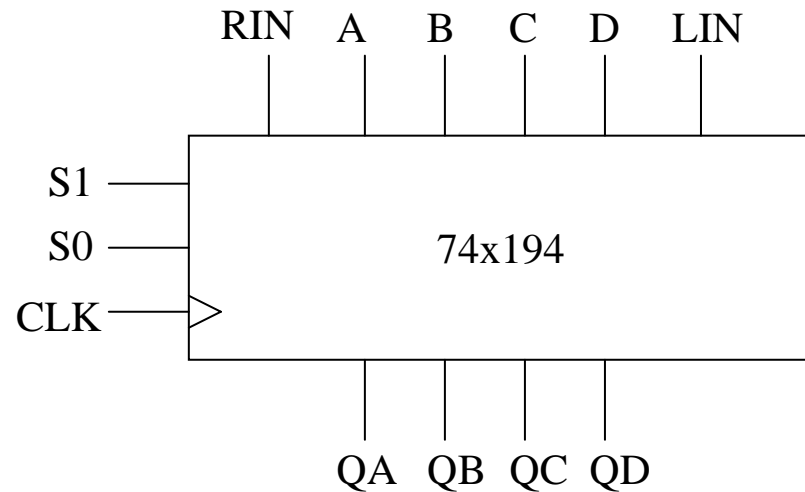 RIN A B C D LIN
S1
S0
74x194
CLK
QA QB QC QD